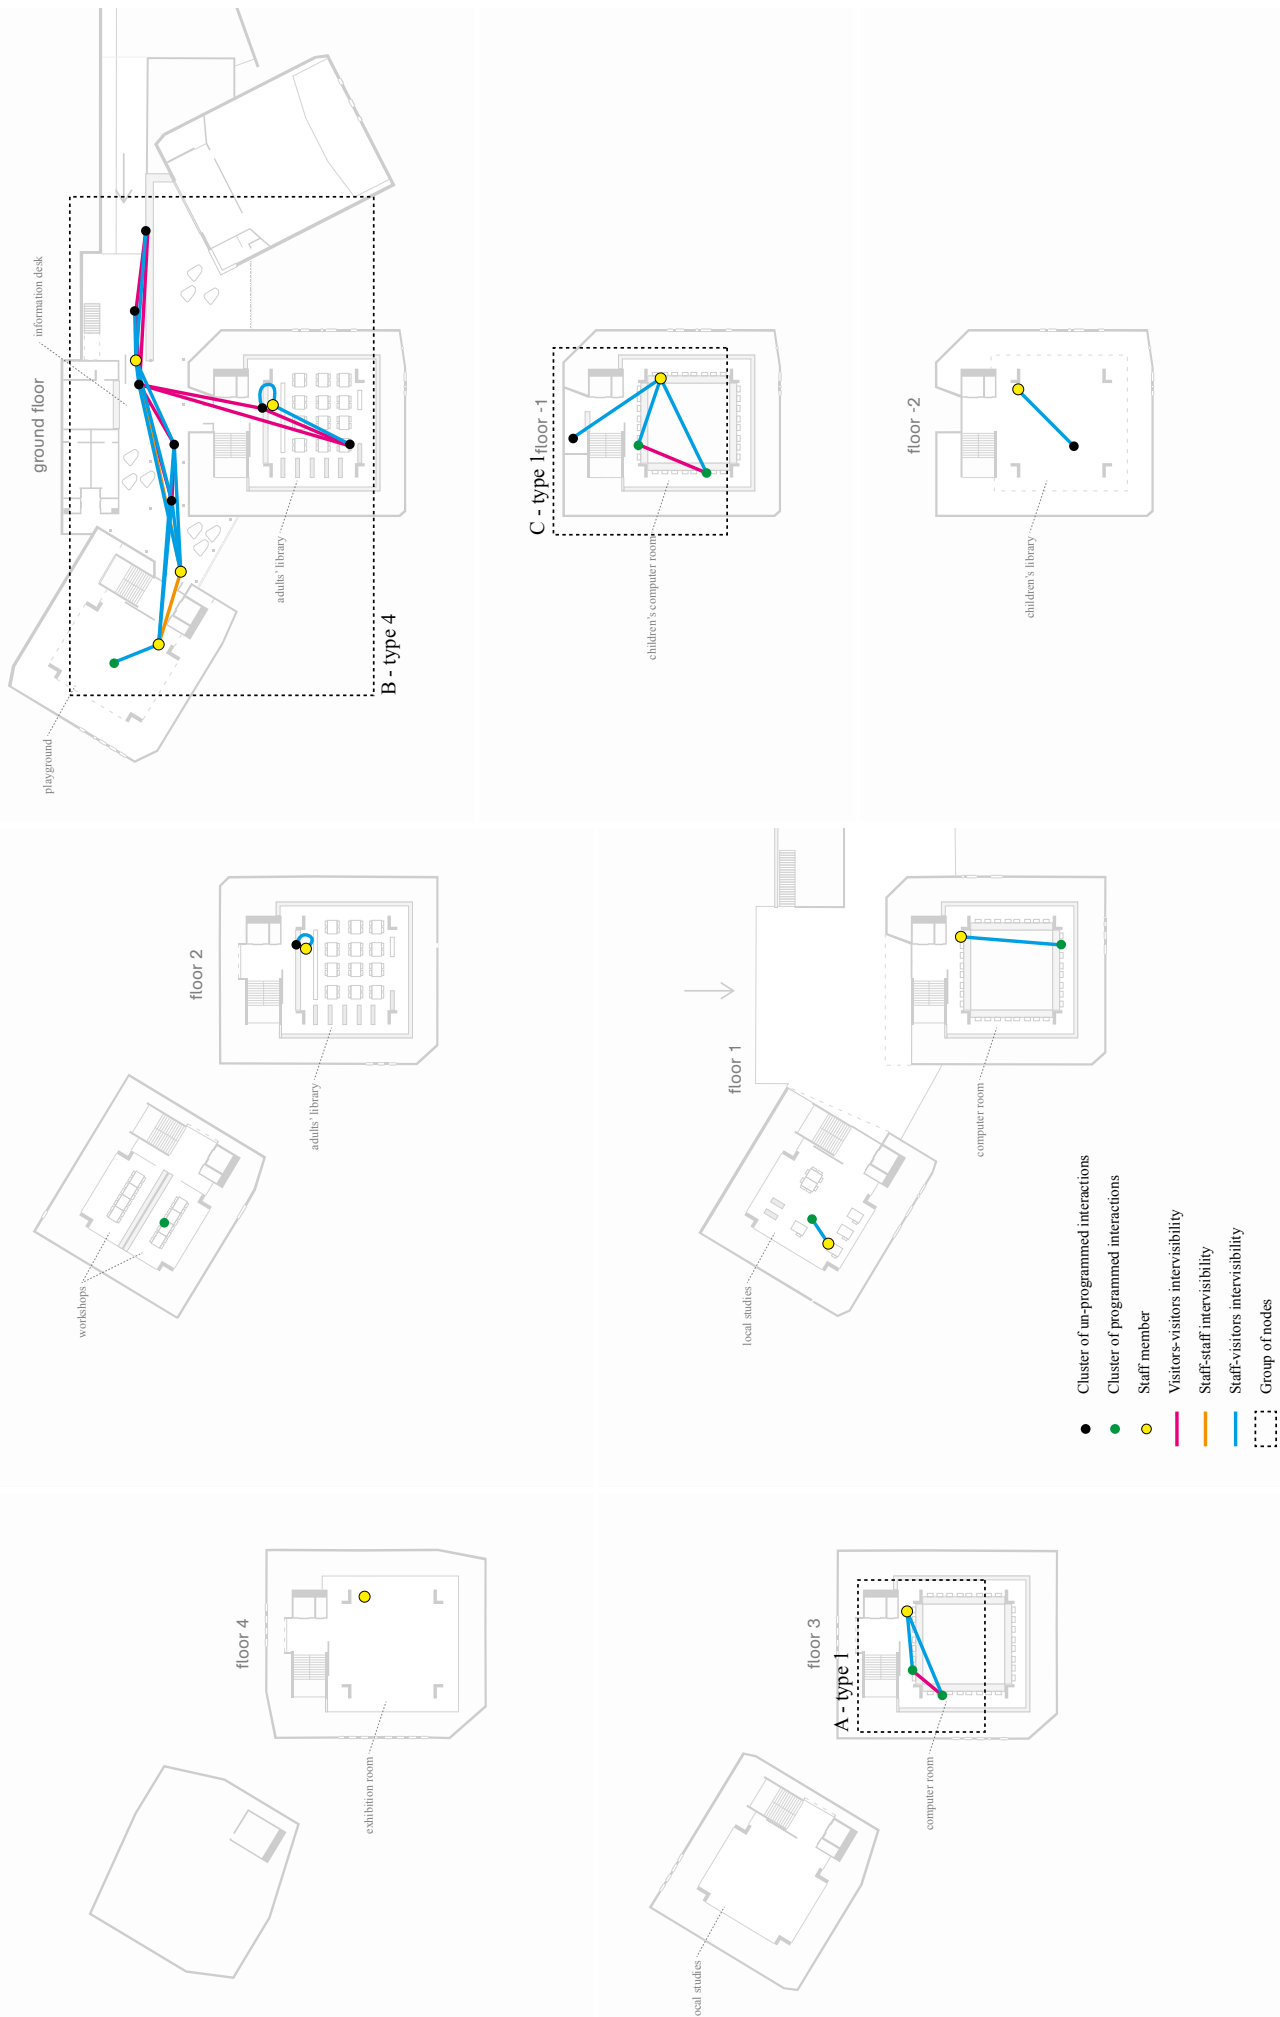 information desk
ground floor
adults' library
playground
B - type 4
floor -1
C - type 1
children's computer room
floor -2
children's library
floor 2
workshops
adults' library
floor 1
local studies
computer room
Cluster of un-programmed interactions
Cluster of programmed interactions
Staff member
Visitors-visitors intervisibility
Staff-staff intervisibility
Staff-visitors intervisibility
Group of nodes
floor 4
exhibition room
floor 3
A - type 1
computer room
ocal studies